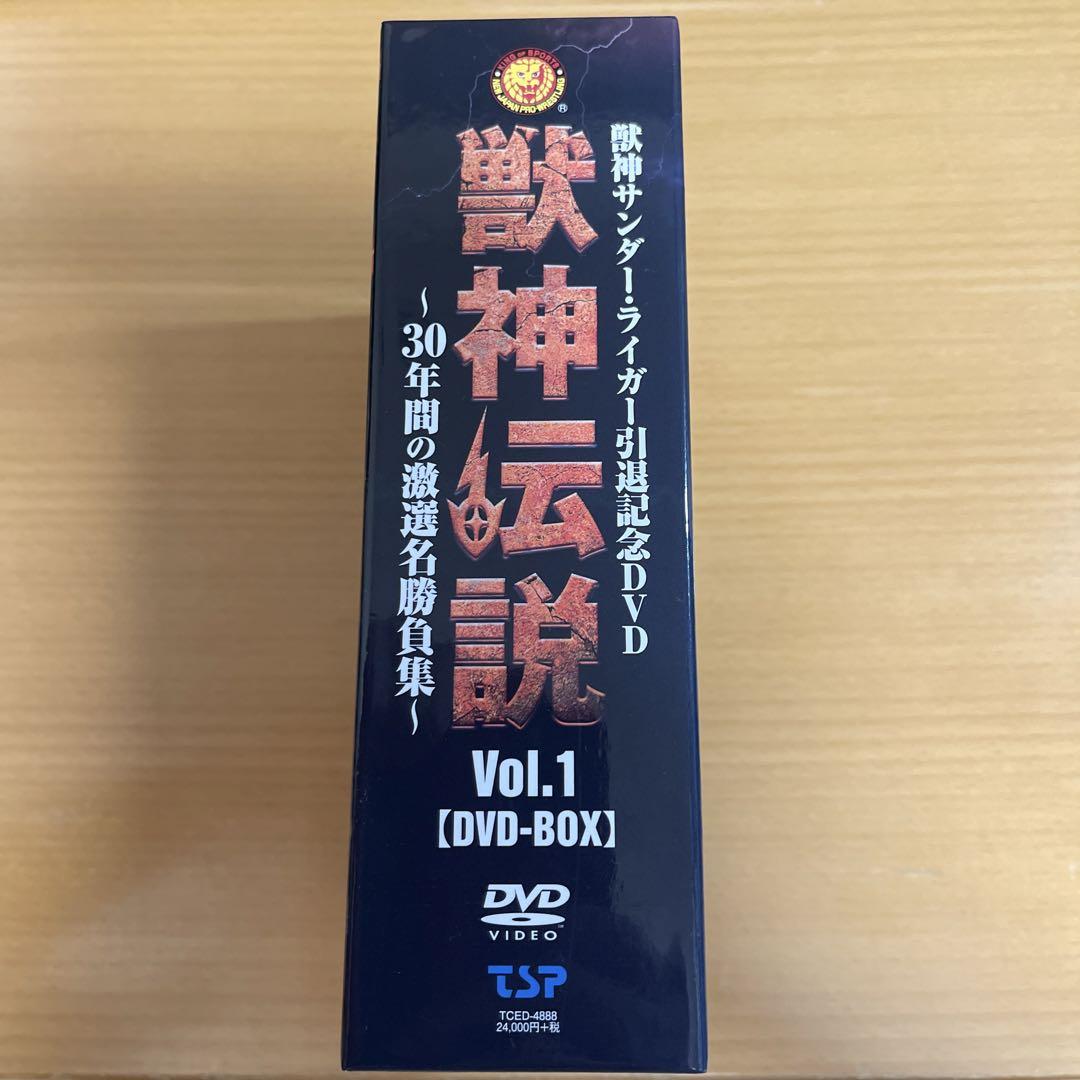 KING OF SPORTS
NEW JAPAN PRO-WRESTLING
®
獣神サンダー・ライガー引退記念DVD
獣神伝説
～30年間の激選名勝負集～
Vol.1
【DVD-BOX】
DVD
VIDEO
TSP
TCED-4888
24,000円+税